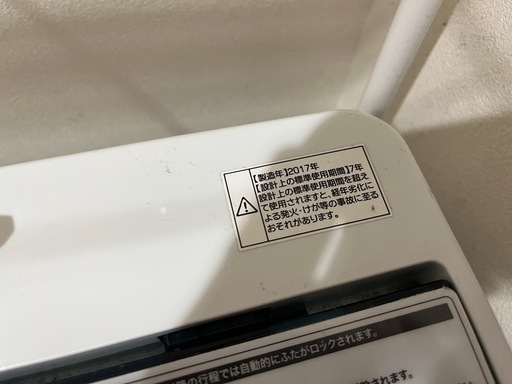 【製造年】2017年
【設計上の標準使用期間】7年
設計上の標準使用期間を超え
て使用されますと、経年劣化に
よる発火・けが等の事故に至る
おそれがあります。
の行程では自動的にふたがロックされます。